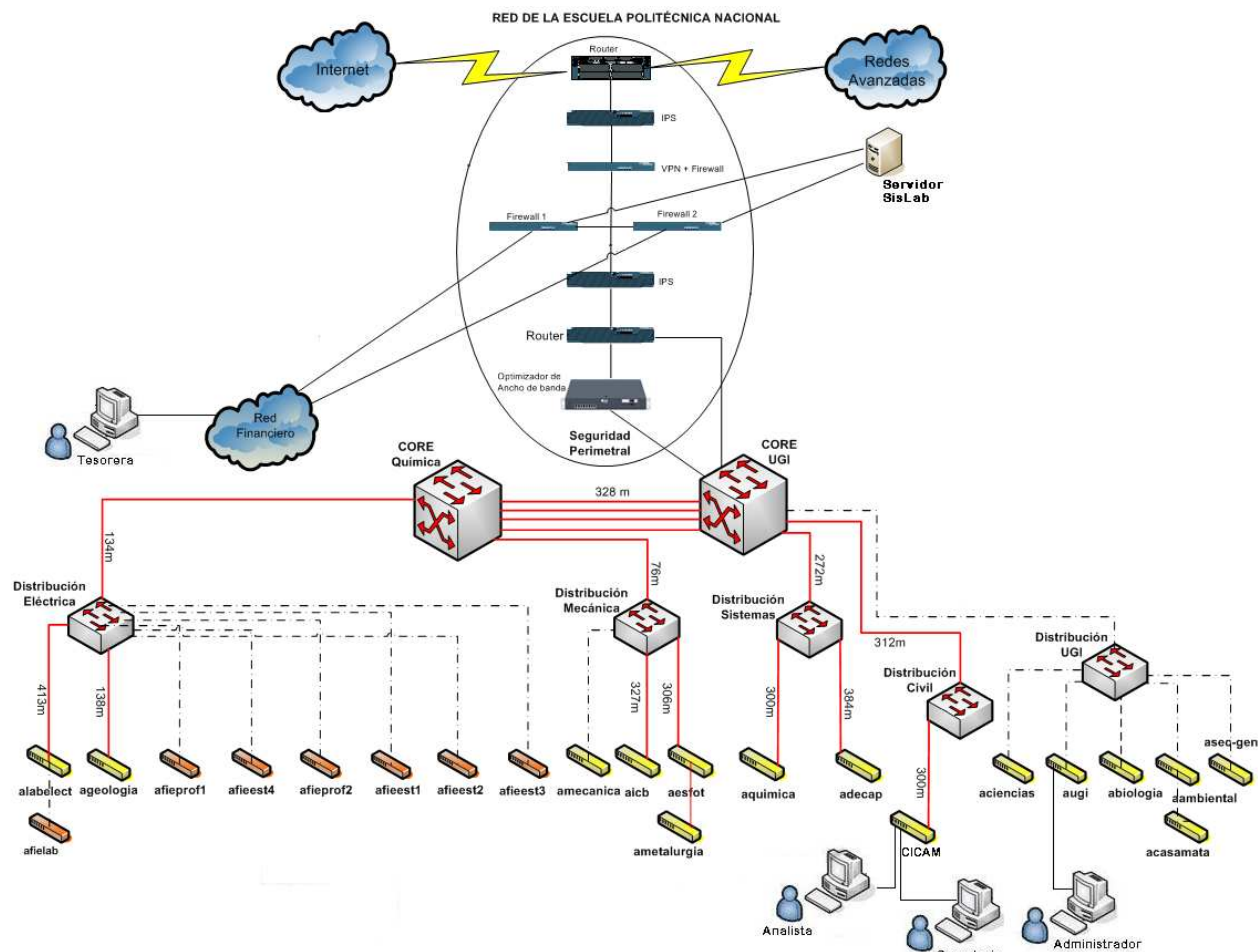 RED DE LA ESCUELA POLITÉCNICA NACIONAL
Router
Internet
Redes
Avanzadas
IPS
VPN + Firewall
Servidor
SisLab
Firewall 1
Firewall 2
IPS
Router
Optimizador de
Ancho de banda
Red
Financiero
Tesorera
Seguridad
Perimetral
CORE
Química
CORE
UGI
328 m
134m
76m
272m
312m
Distribución
Eléctrica
Distribución
Mecánica
Distribución
Sistemas
Distribución
UGI
Distribución
Civil
413m
138m
327m
306m
300m
384m
300m
alabelect
ageologia
afieprof1
afieest4
afieprof2
afieest1
afieest2
afieest3
amecanica
aicb
aesfot
aquimica
adecap
aciencias
augi
abiologia
aambiental
asec-gen
afielab
ametalurgía
CICAM
acasamata
Analista
Administrador